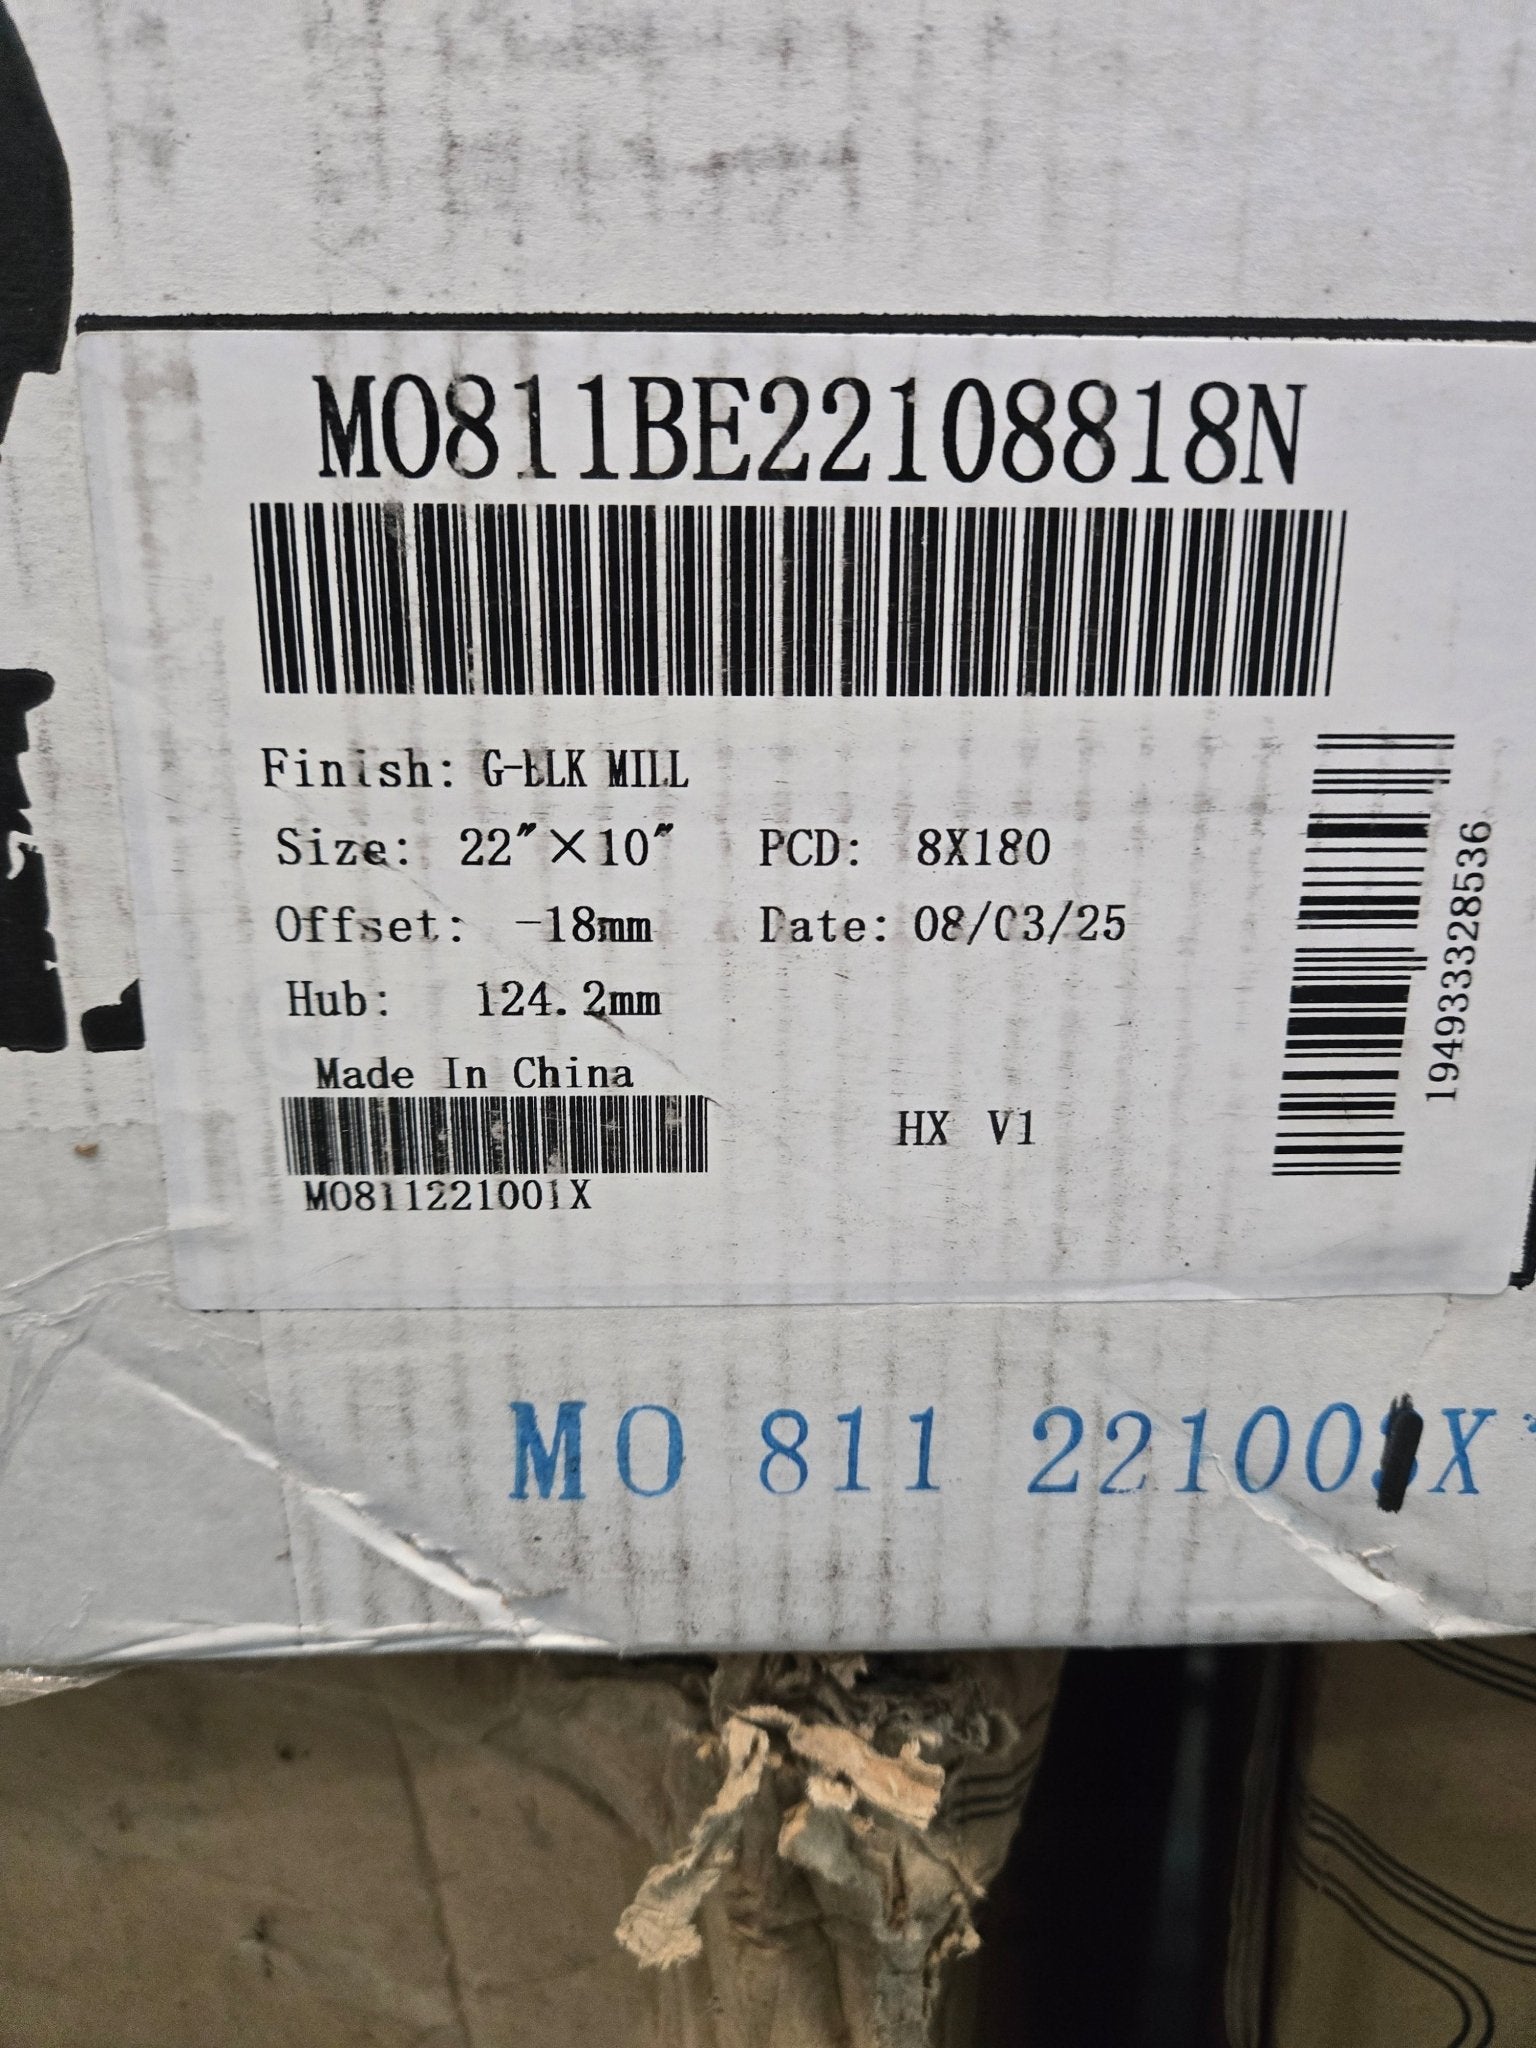 MO811BE22108818N
Finish: G-BLK MILL
Size: 22"×10" PCD: 8X180
Offset: -18mm Date: 08/03/25
Hub: 124.2mm
Made In China
HX V1
MO811221001X
194933328536
MO 811 22100 X